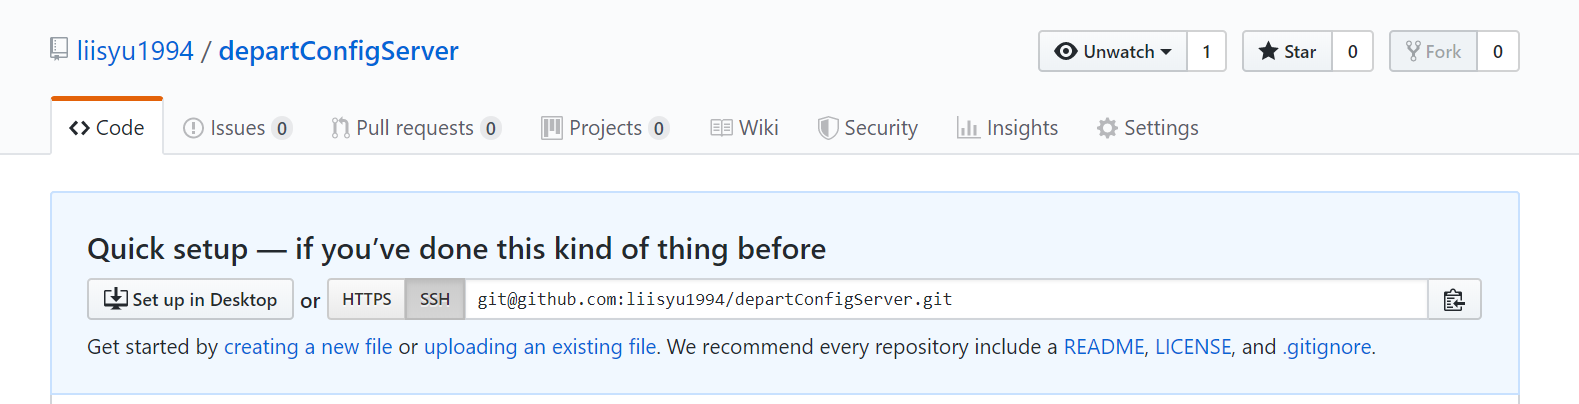 liisyu1994 / departConfigServer
Unwatch 1 Star 0 Fork 0
Code Issues 0 Pull requests 0 Projects 0 Wiki Security Insights Settings
Quick setup — if you’ve done this kind of thing before
Set up in Desktop or HTTPS SSH git@github.com:liisyu1994/departConfigServer.git
Get started by creating a new file or uploading an existing file. We recommend every repository include a README, LICENSE, and .gitignore.